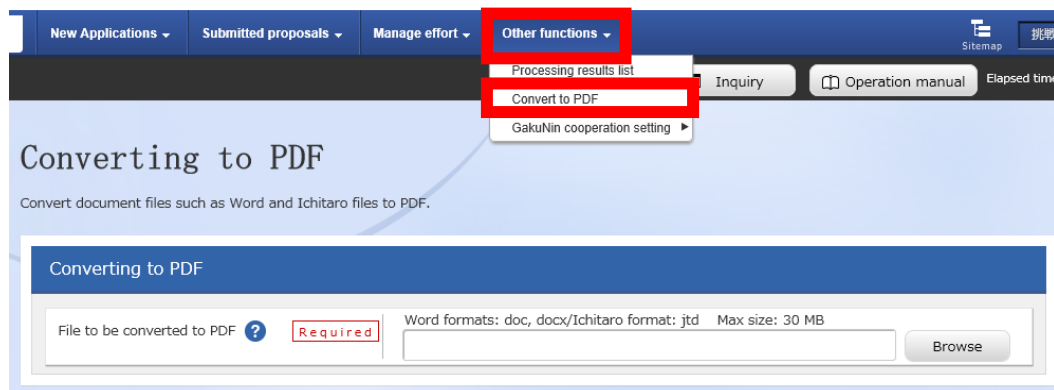 New Applications Submitted proposals Manage effort Other functions
Sitemap
挑戦
Processing results list
Inquiry
Operation manual
Elapsed time
Convert to PDF
GakuNin cooperation setting
Converting to PDF
Convert document files such as Word and Ichitaro files to PDF.
Converting to PDF
File to be converted to PDF ? Required
Word formats: doc, docx/Ichitaro format: jtd Max size: 30 MB
Browse